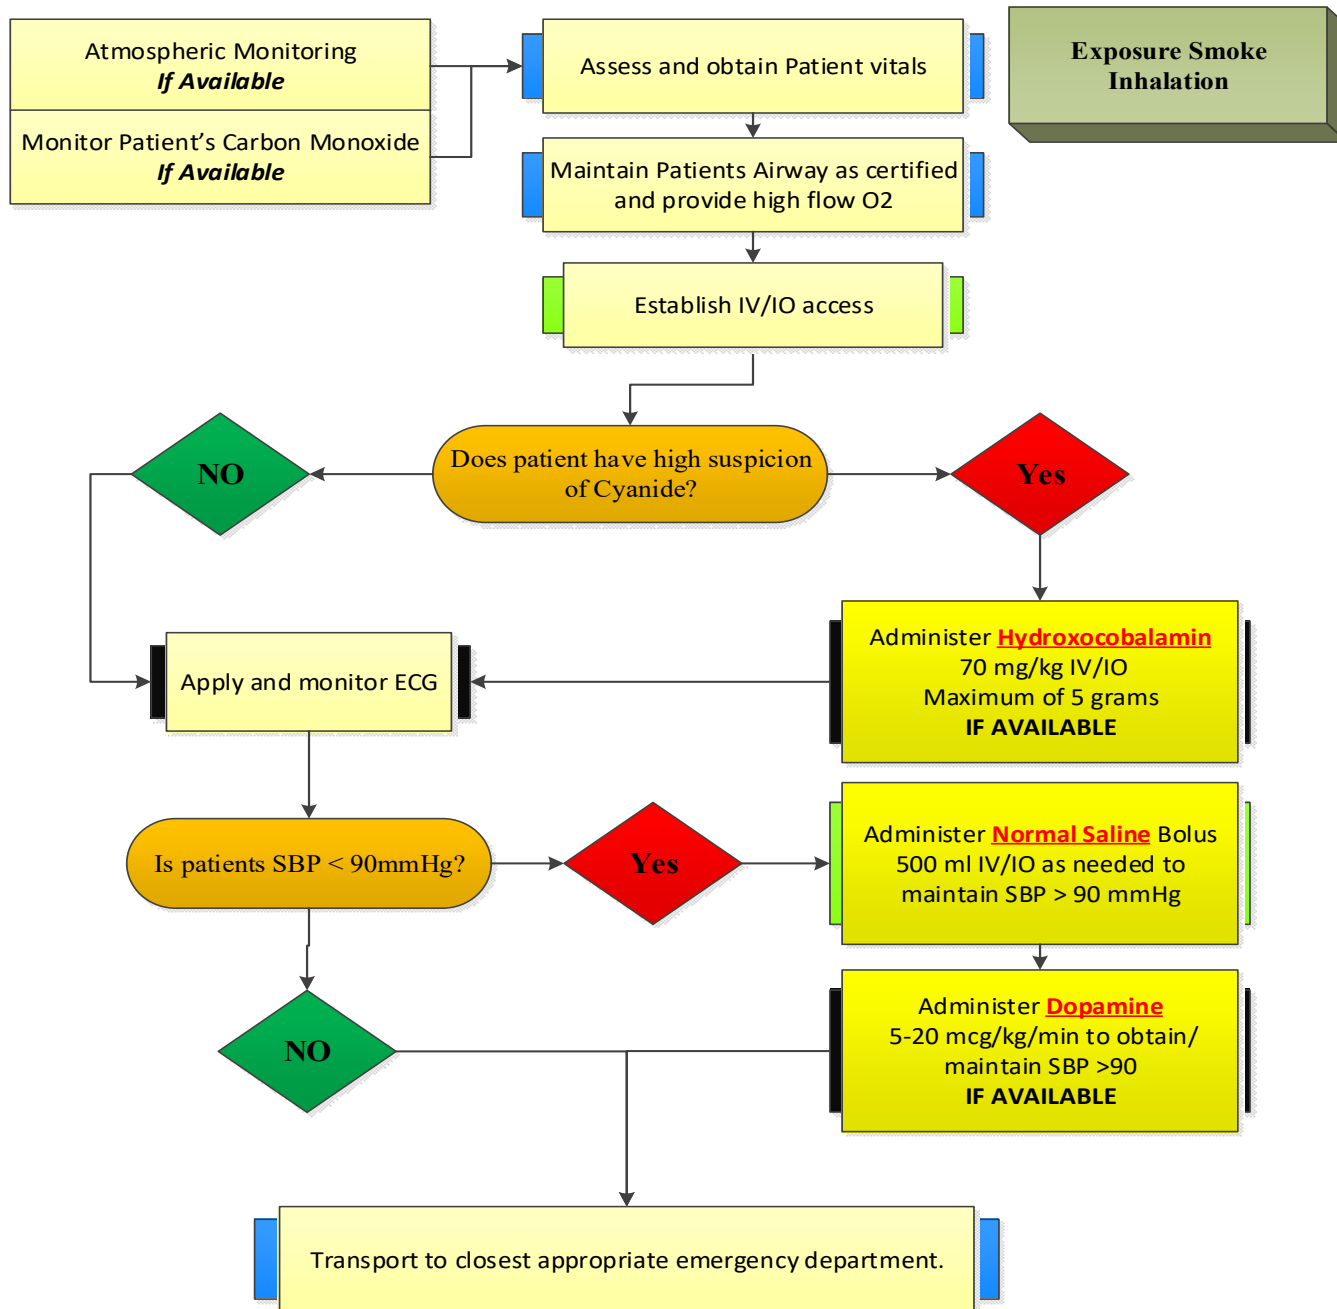 Atmospheric Monitoring
If Available
Monitor Patient’s Carbon Monoxide
If Available
Assess and obtain Patient vitals
Exposure Smoke
Inhalation
Maintain Patients Airway as certified
and provide high flow O2
Establish IV/IO access
Does patient have high suspicion
of Cyanide?
NO
Yes
Administer Hydroxocobalamin
70 mg/kg IV/IO
Maximum of 5 grams
IF AVAILABLE
Apply and monitor ECG
Is patients SBP < 90mmHg?
Yes
Administer Normal Saline Bolus
500 ml IV/IO as needed to
maintain SBP > 90 mmHg
NO
Administer Dopamine
5-20 mcg/kg/min to obtain/
maintain SBP >90
IF AVAILABLE
Transport to closest appropriate emergency department.